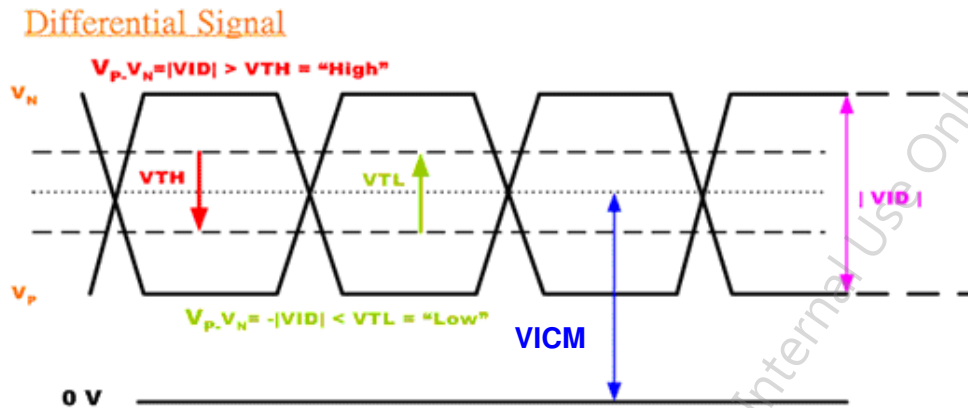 Differential Signal
VP-VN=|VID| > VTH = “High”
VN
VTH
VTL
| VID |
VP
VP-VN= -|VID| < VTL = “Low”
VICM
0 V
Internal Use Onl